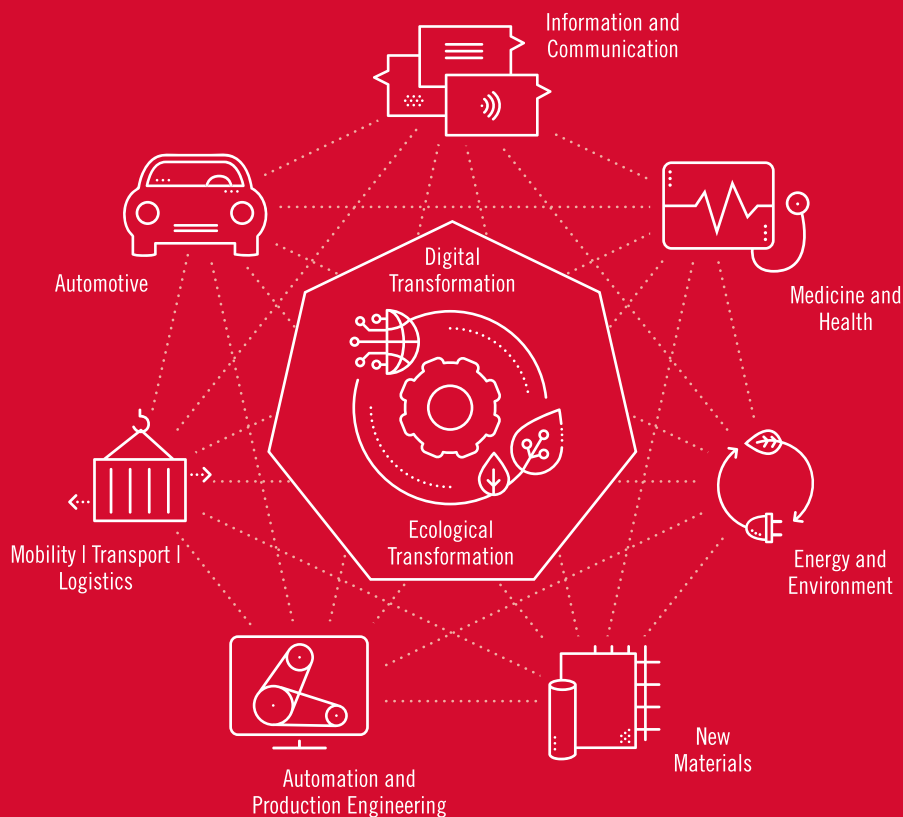 Information and
Communication
Automotive
Digital
Transformation
Medicine and
Health
Mobility | Transport |
Logistics
Ecological
Transformation
Energy and
Environment
New
Materials
Automation and
Production Engineering